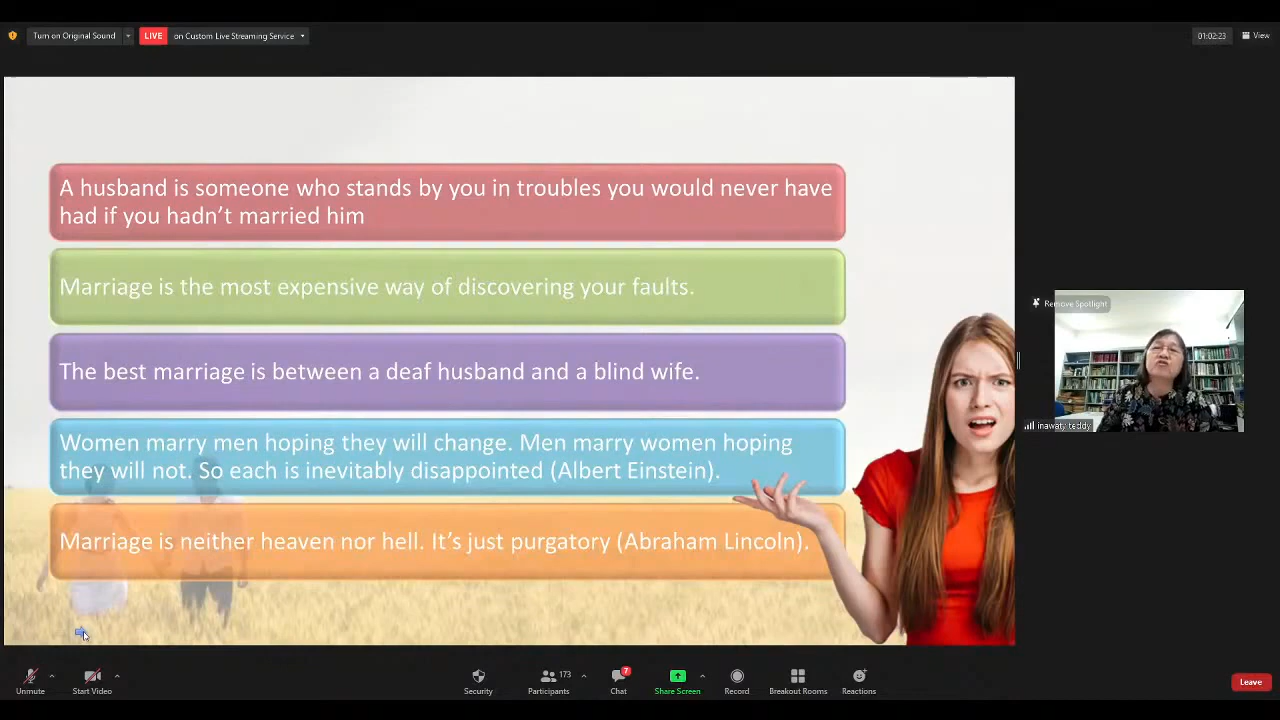 Turn on Original Sound
LIVE on Custom Live Streaming Service
01:02:23
View
A husband is someone who stands by you in troubles you would never have
had if you hadn't married him
Marriage is the most expensive way of discovering your faults.
The best marriage is between a deaf husband and a blind wife.
Women marry men hoping they will change. Men marry women hoping
they will not. So each is inevitably disappointed (Albert Einstein).
Marriage is neither heaven nor hell. It's just purgatory (Abraham Lincoln).
Remove Spotlight
inawaty teddy
Unmute
Start Video
Security
173
Participants
7
Chat
Share Screen
Record
Breakout Rooms
Reactions
Leave